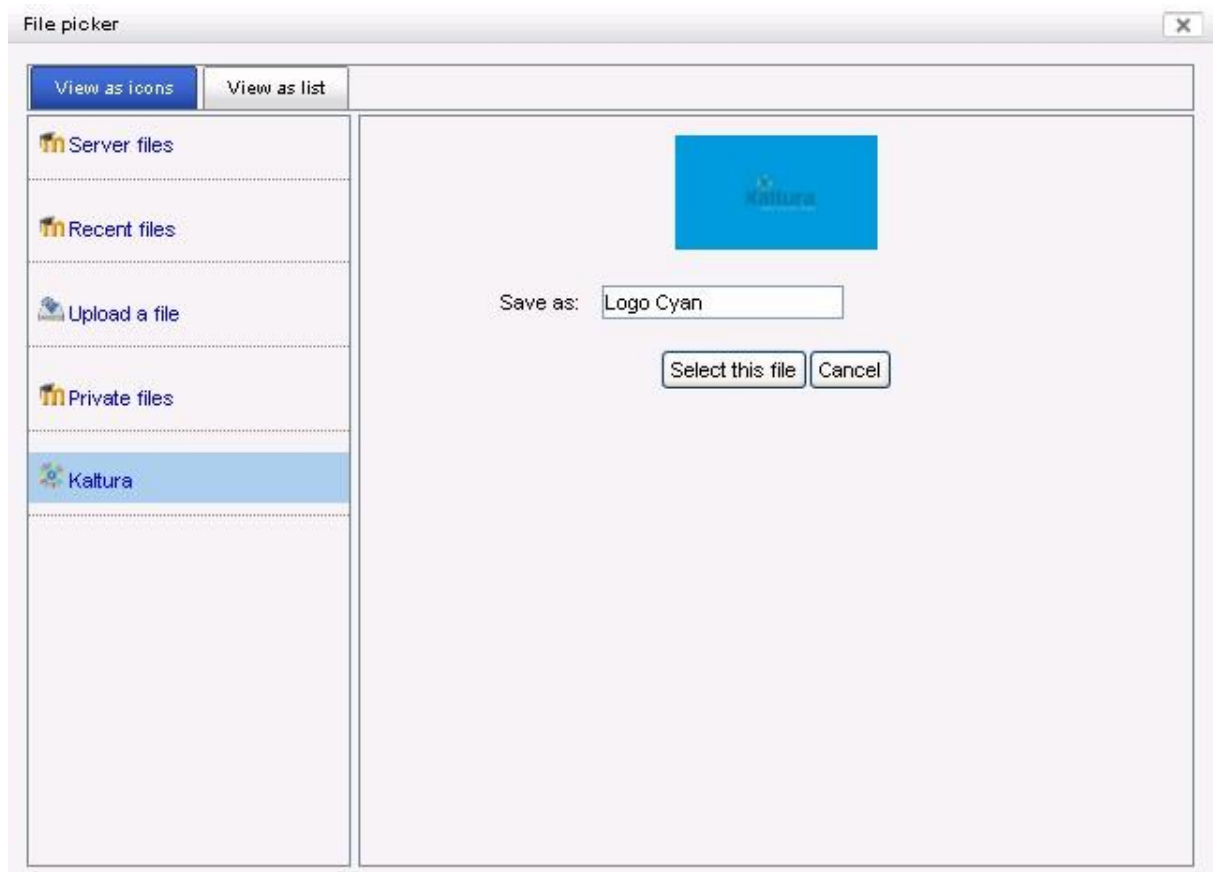 File picker
View as icons View as list
Server files
Recent files
Upload a file
Private files
Kaltura
Kaltura
Save as: Logo Cyan
Select this file Cancel